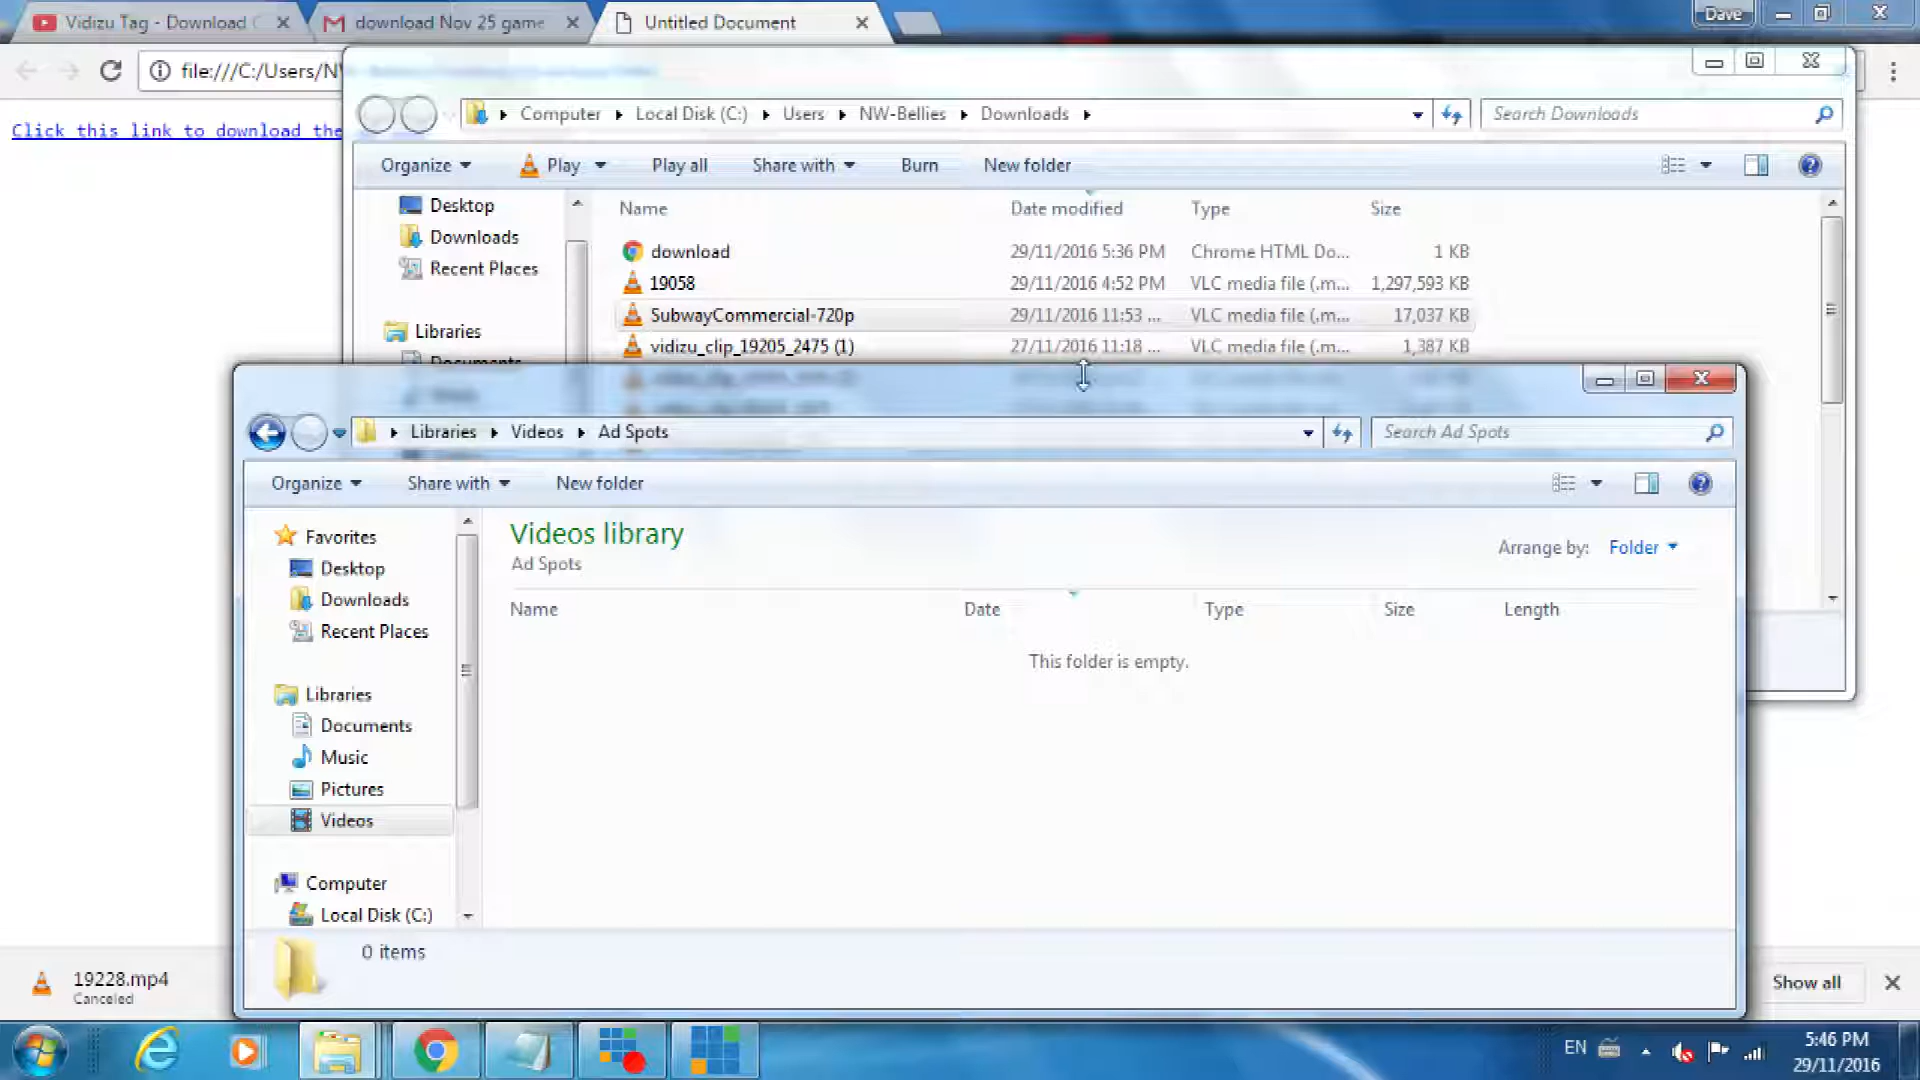 Vidizu Tag - Download C
download Nov 25 game
Untitled Document
Dave
file:///C:/Users/NW
Click this link to download the
Computer
Local Disk (C:)
Users
NW-Bellies
Downloads
Search Downloads
Organize
Play
Play all
Share with
Burn
New folder
Desktop
Downloads
Recent Places
Libraries
Documents
Name
Date modified
Type
Size
download
29/11/2016 5:36 PM
Chrome HTML Do...
1 KB
19058
29/11/2016 4:52 PM
VLC media file (.m...
1,297,593 KB
SubwayCommercial-720p
29/11/2016 11:53 ...
VLC media file (.m...
17,037 KB
vidizu_clip_19205_2475 (1)
27/11/2016 11:18 ...
VLC media file (.m...
1,387 KB
Libraries
Videos
Ad Spots
Search Ad Spots
Organize
Share with
New folder
Favorites
Desktop
Downloads
Recent Places
Libraries
Documents
Music
Pictures
Videos
Computer
Local Disk (C:)
Videos library
Ad Spots
Arrange by:
Folder
Name
Date
Type
Size
Length
This folder is empty.
0 items
19228.mp4
Canceled
Show all
EN
5:46 PM
29/11/2016